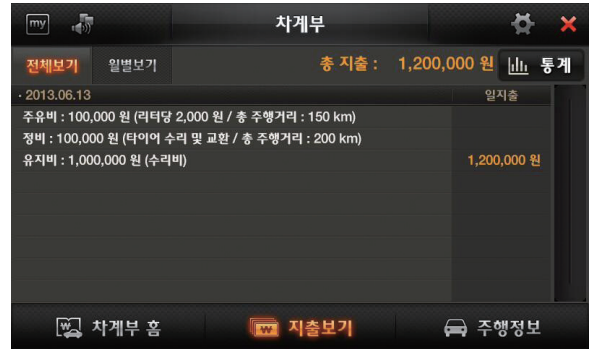 my 차계부
전체보기 월별보기 총 지출 : 1,200,000 원 통계
· 2013.06.13 일지출
주유비 : 100,000 원 (리터당 2,000 원 / 총 주행거리 : 150 km)
정비 : 100,000 원 (타이어 수리 및 교환 / 총 주행거리 : 200 km)
유지비 : 1,000,000 원 (수리비) 1,200,000 원
차계부 홈 지출보기 주행정보